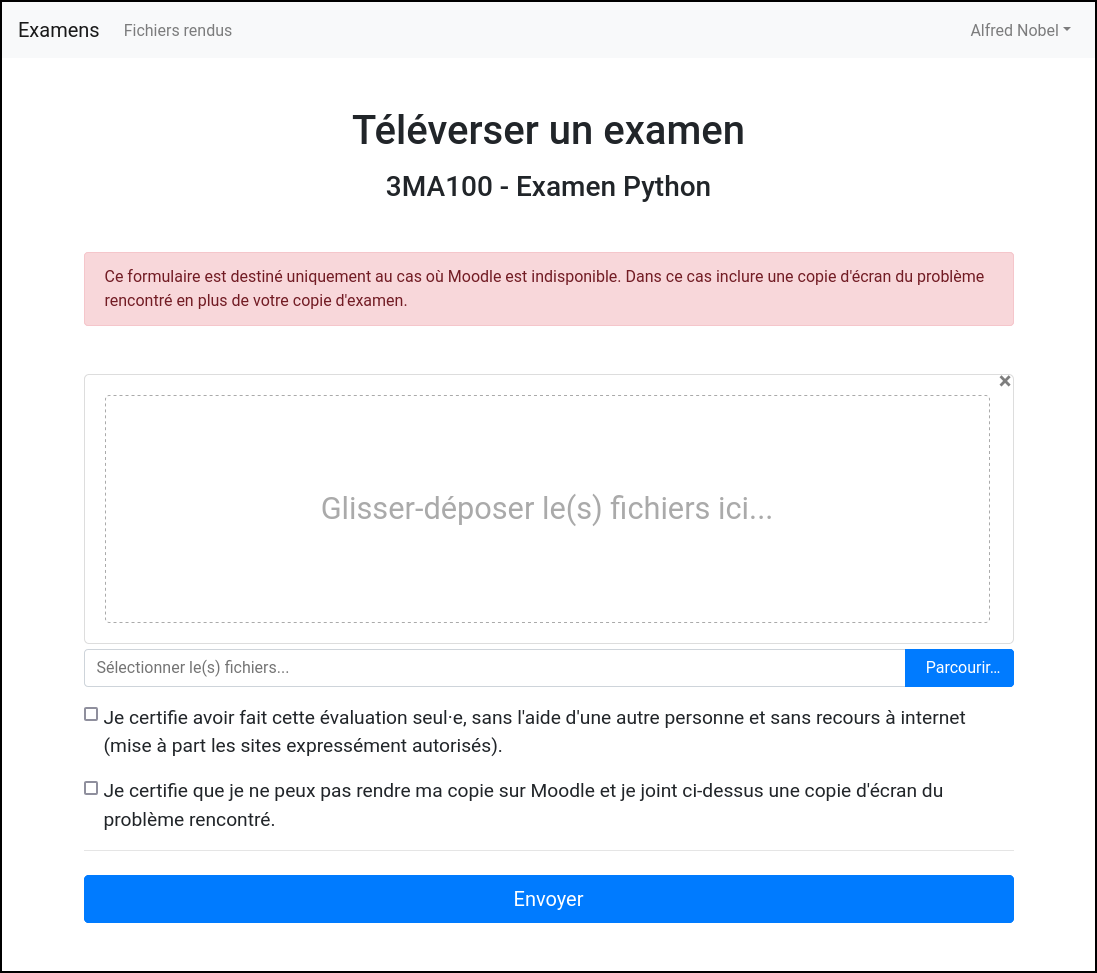 Examens Fichiers rendus Alfred Nobel
Téléverser un examen
3MA100 - Examen Python
Ce formulaire est destiné uniquement au cas où Moodle est indisponible. Dans ce cas inclure une copie d'écran du problème
rencontré en plus de votre copie d'examen.
Glisser-déposer le(s) fichiers ici...
Sélectionner le(s) fichiers... Parcourir...
Je certifie avoir fait cette évaluation seul·e, sans l'aide d'une autre personne et sans recours à internet
(mise à part les sites expressément autorisés).
Je certifie que je ne peux pas rendre ma copie sur Moodle et je joint ci-dessus une copie d'écran du
problème rencontré.
Envoyer